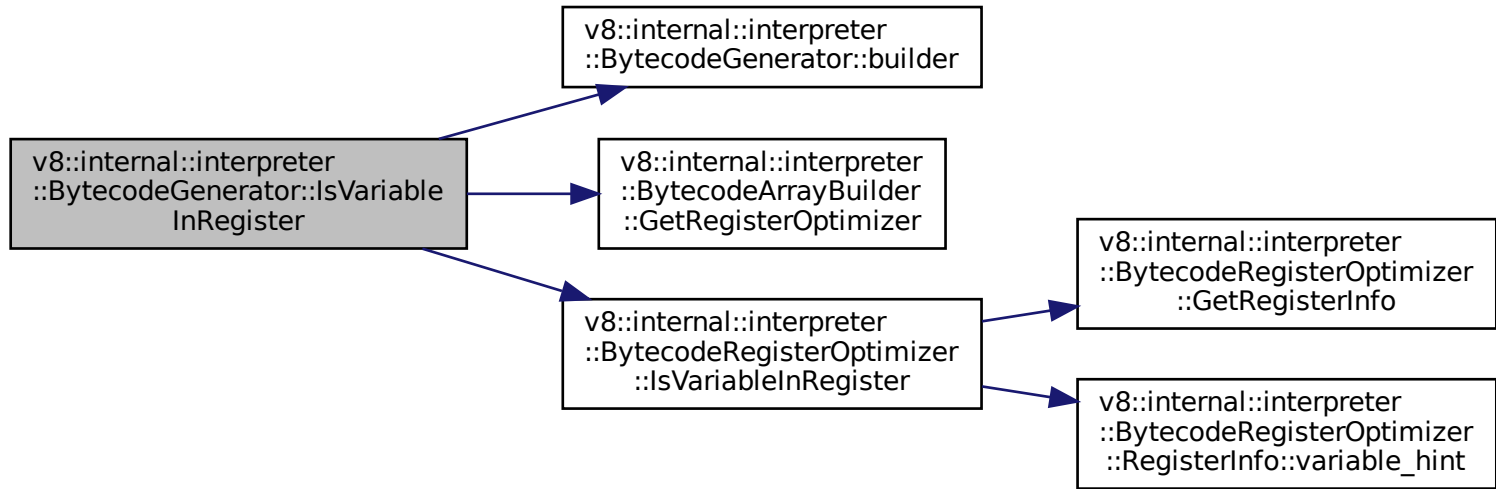 v8::internal::interpreter
::BytecodeGenerator::builder
v8::internal::interpreter
::BytecodeGenerator::IsVariable
InRegister
v8::internal::interpreter
::BytecodeArrayBuilder
::GetRegisterOptimizer
v8::internal::interpreter
::BytecodeRegisterOptimizer
::IsVariableInRegister
v8::internal::interpreter
::BytecodeRegisterOptimizer
::GetRegisterInfo
v8::internal::interpreter
::BytecodeRegisterOptimizer
::RegisterInfo::variable_hint